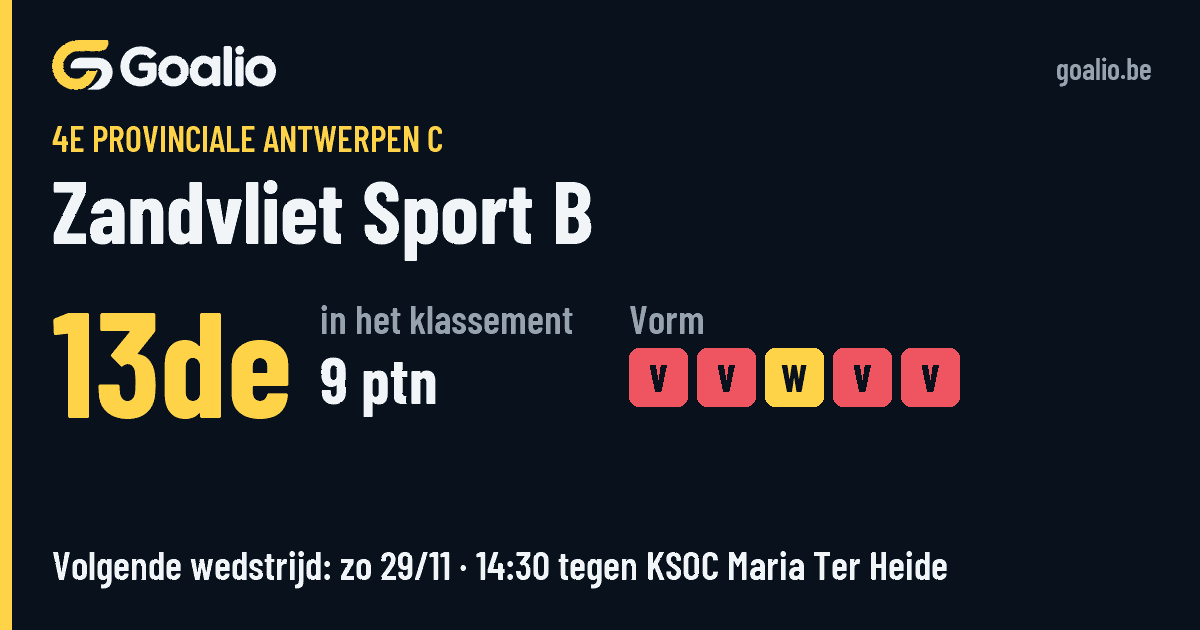 Goalio
goalio.be
4E PROVINCIALE ANTWERPEN C
Zandvliet Sport B
13de
in het klassement
9 ptn
Vorm
V V W V V
Volgende wedstrijd: zo 29/11 · 14:30 tegen KSOC Maria Ter Heide